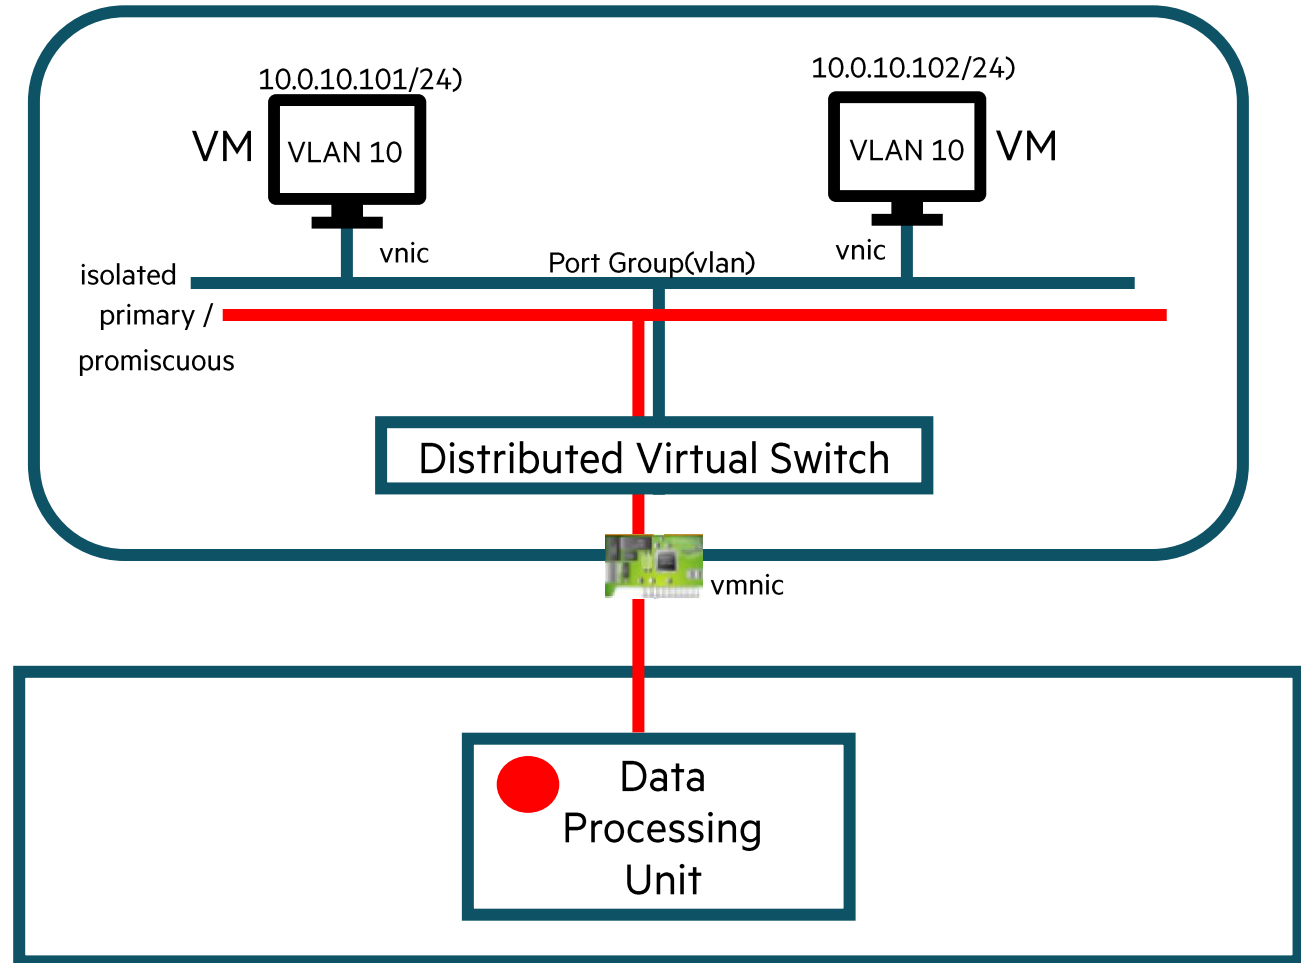 10.0.10.101/24)
10.0.10.102/24)
VM
VLAN 10
VLAN 10
VM
vnic
vnic
Port Group(vlan)
isolated
primary /
promiscuous
Distributed Virtual Switch
vmnic
Data
Processing
Unit